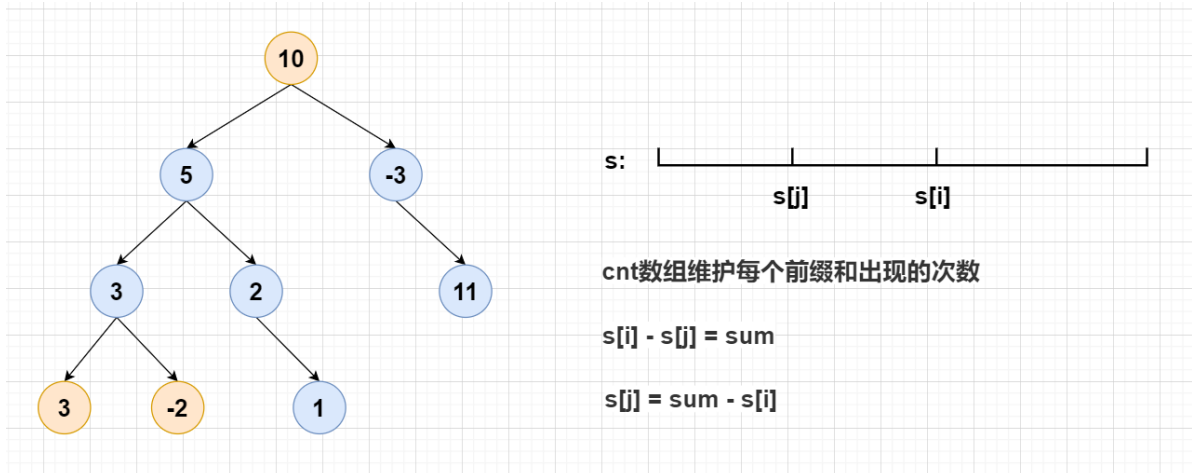 10
5
-3
3
2
11
3
-2
1
s:
s[j]
s[i]
cnt数组维护每个前缀和出现的次数
s[i] - s[j] = sum
s[j] = sum - s[i]